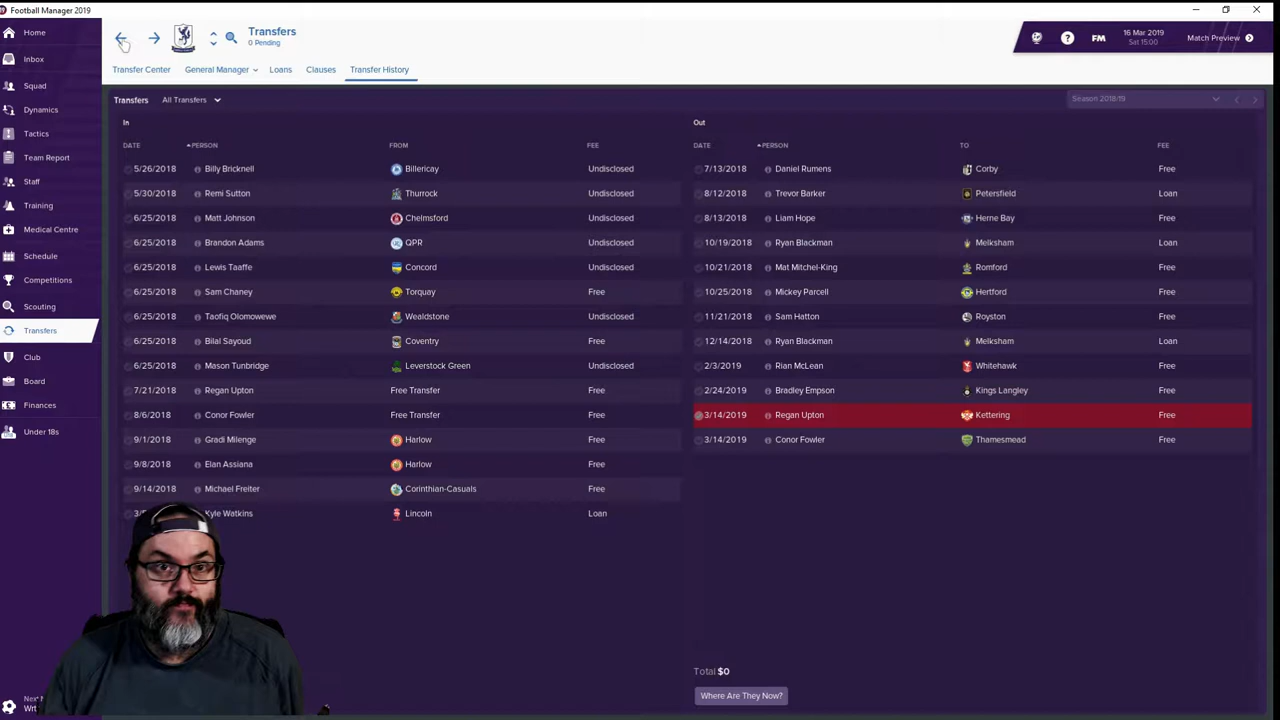 Football Manager 2019
Home
Inbox
Squad
Dynamics
Tactics
Team Report
Staff
Training
Medical Centre
Schedule
Competitions
Scouting
Transfers
Club
Board
Finances
Under 18s
Transfers
0 Pending
FM
16 Mar 2019
Sat 15:00
Match Preview
Transfer Center General Manager Loans Clauses Transfer History
Transfers All Transfers
Season 2018/19
In
DATE PERSON FROM FEE
5/26/2018 Billy Bricknell Billericay Undisclosed
5/30/2018 Remi Sutton Thurrock Undisclosed
6/25/2018 Matt Johnson Chelmsford Undisclosed
6/25/2018 Brandon Adams QPR Undisclosed
6/25/2018 Lewis Taaffe Concord Undisclosed
6/25/2018 Sam Chaney Torquay Free
6/25/2018 Taofiq Olomowewe Wealdstone Undisclosed
6/25/2018 Bilal Sayoud Coventry Free
6/25/2018 Mason Tunbridge Leverstock Green Undisclosed
7/21/2018 Regan Upton Free Transfer Free
8/6/2018 Conor Fowler Free Transfer Free
9/1/2018 Gradi Milenge Harlow Free
9/8/2018 Elan Assiana Harlow Free
9/14/2018 Michael Freiter Corinthian-Casuals Free
Kyle Watkins Lincoln Loan
Out
DATE PERSON TO FEE
7/13/2018 Daniel Rumens Corby Free
8/12/2018 Trevor Barker Petersfield Loan
8/13/2018 Liam Hope Herne Bay Free
10/19/2018 Ryan Blackman Melksham Loan
10/21/2018 Mat Mitchel-King Romford Free
10/25/2018 Mickey Parcell Hertford Free
11/21/2018 Sam Hatton Royston Free
12/14/2018 Ryan Blackman Melksham Loan
2/3/2019 Rian McLean Whitehawk Free
2/24/2019 Bradley Empson Kings Langley Free
3/14/2019 Regan Upton Kettering Free
3/14/2019 Conor Fowler Thamesmead Free
Total $0
Where Are They Now?